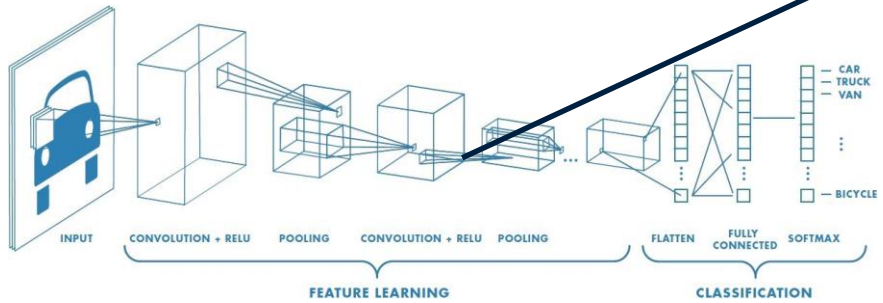 CAR
TRUCK
VAN
BICYCLE
INPUT
CONVOLUTION + RELU
POOLING
CONVOLUTION + RELU
POOLING
FLATTEN
FULLY
CONNECTED
SOFTMAX
FEATURE LEARNING
CLASSIFICATION